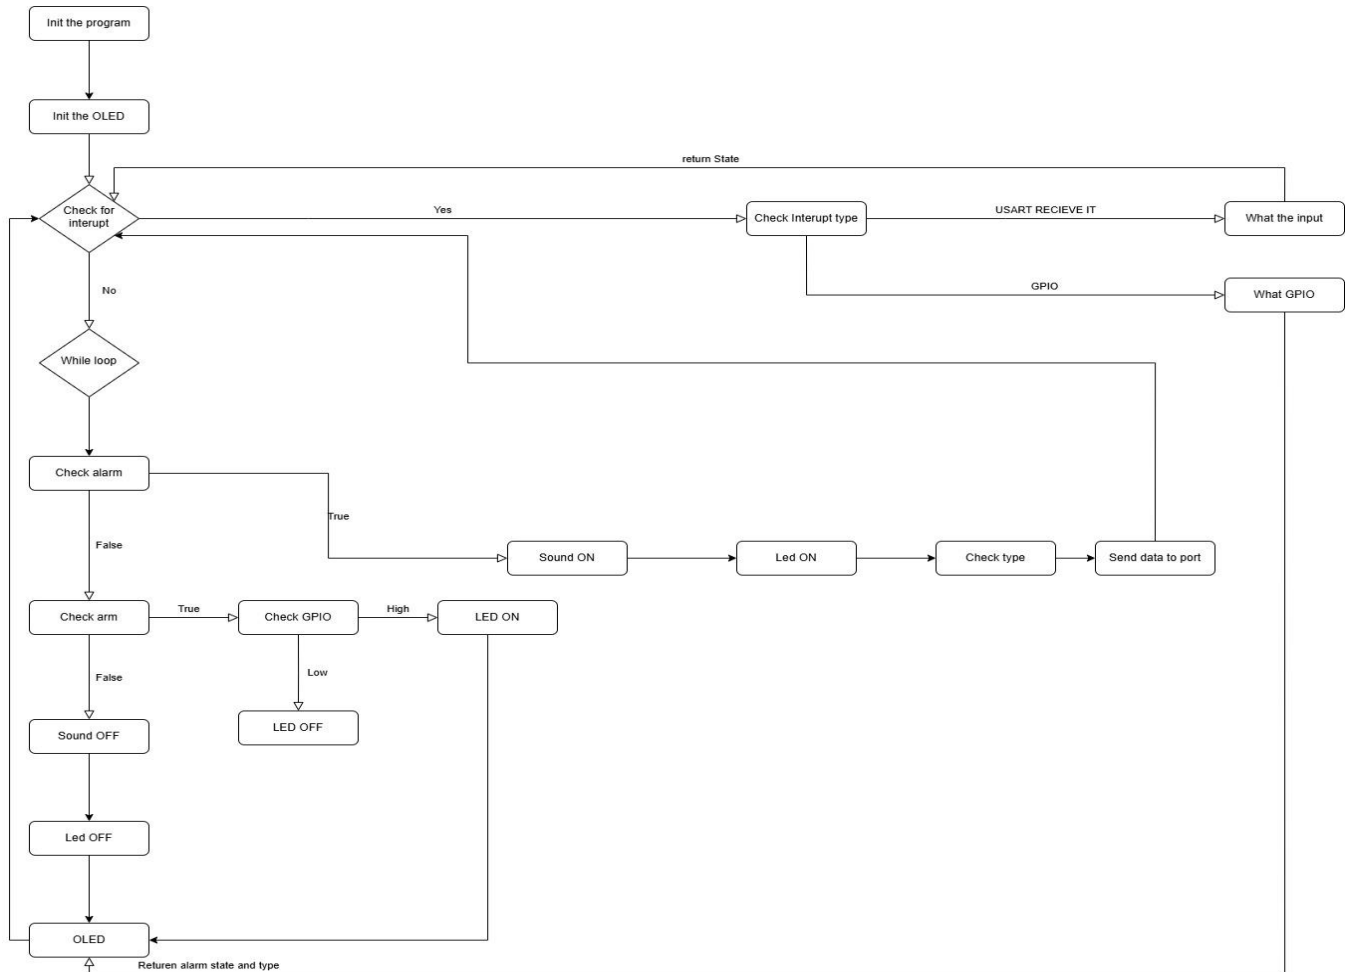 Init the program
Init the OLED
return State
Check for
interupt
Yes
Check Interupt type
USART RECIEVE IT
What the input
No
GPIO
What GPIO
While loop
Check alarm
True
False
Sound ON
Led ON
Check type
Send data to port
Check arm
True
Check GPIO
High
LED ON
False
Low
Sound OFF
LED OFF
Led OFF
OLED
Returen alarm state and type